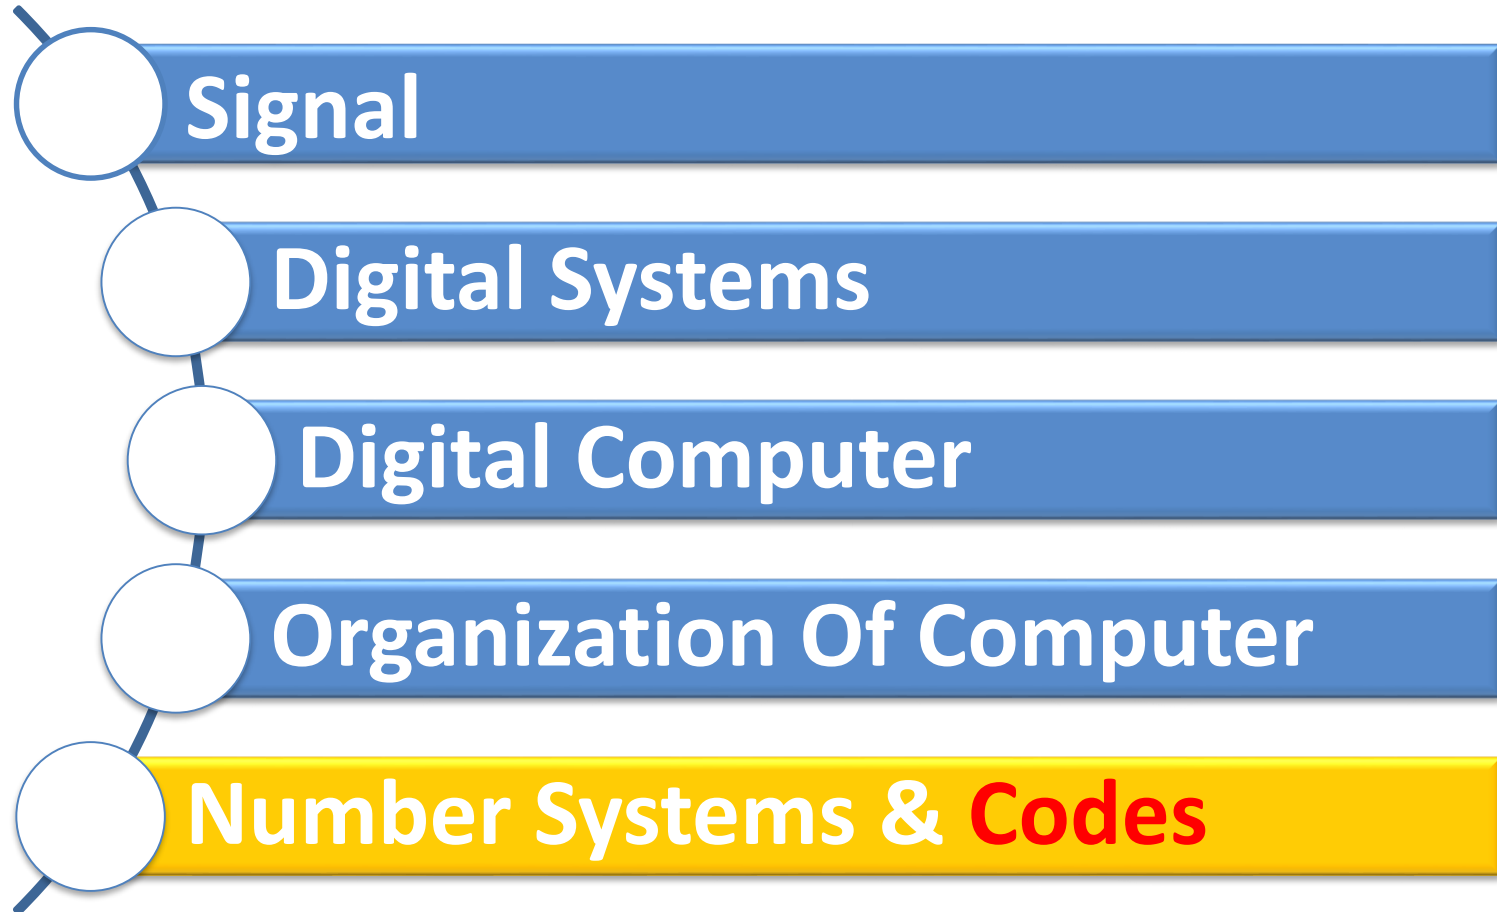 Signal
Digital Systems
Digital Computer
Organization Of Computer
Number Systems & Codes